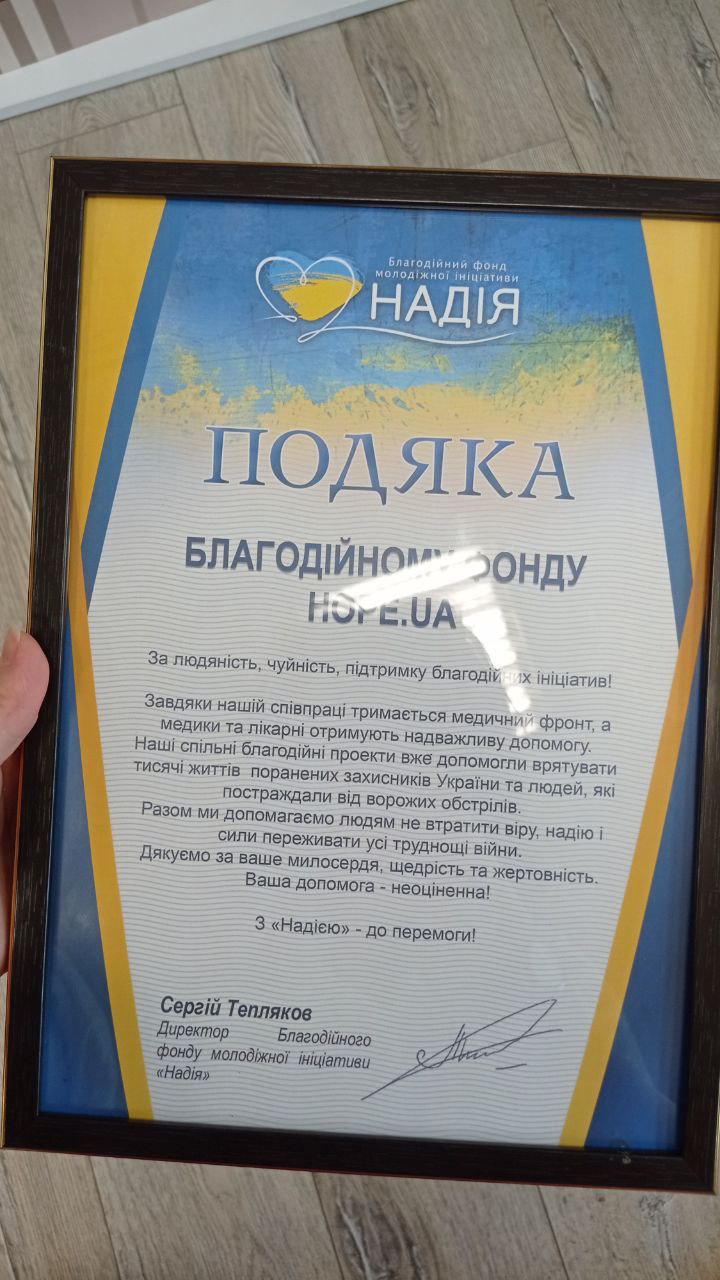 Благодійний фонд
молодіжної ініціативи
НАДІЯ
ПОДЯКА
БЛАГОДІЙНОМУ ФОНДУ
HOPE.UA
За людяність, чуйність, підтримку благодійних ініціатив!
Завдяки нашій співпраці тримається медичний фронт, а
медики та лікарні отримують надважливу допомогу.
Наші спільні благодійні проекти вже допомогли врятувати
тисячі життів поранених захисників України та людей, які
постраждали від ворожих обстрілів.
Разом ми допомагаємо людям не втратити віру, надію і
сили переживати усі труднощі війни.
Дякуємо за ваше милосердя, щедрість та жертовність.
Ваша допомога - неоціненна!
З «Надією» - до перемоги!
Сергій Тепляков
Директор Благодійного
фонду молодіжної ініціативи
«Надія»